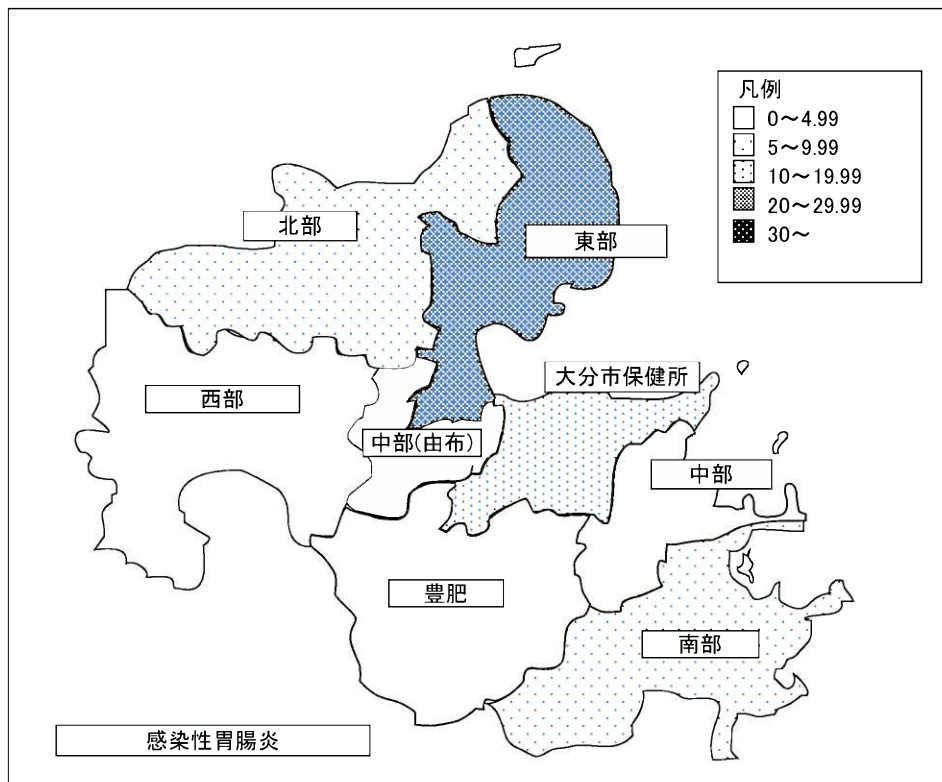 凡例
0～4.99
5～9.99
10～19.99
20～29.99
30～
北部
東部
大分市保健所
西部
中部(由布)
中部
豊肥
南部
感染性胃腸炎